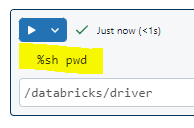 Just now (<1s)
%sh pwd
/databricks/driver